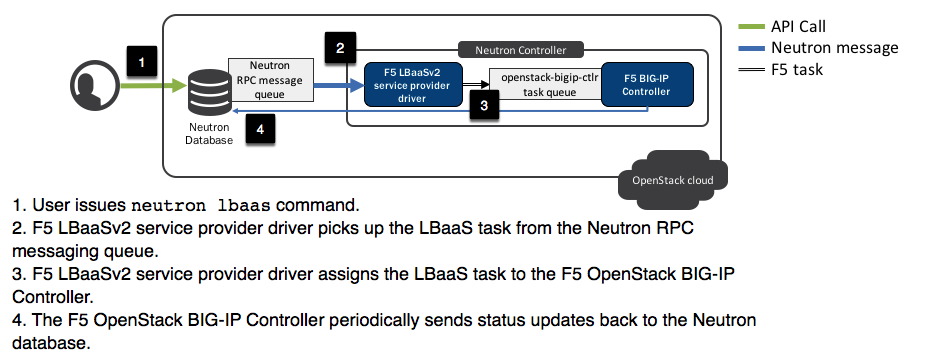 API Call
Neutron message
F5 task
1
2
Neutron Controller
Neutron
RPC message
queue
F5 LBaaSv2
service provider
driver
openstack-bigip-ctlr
task queue
F5 BIG-IP
Controller
3
4
Neutron
Database
OpenStack cloud
1. User issues neutron lbaas command.
2. F5 LBaaSv2 service provider driver picks up the LBaaS task from the Neutron RPC
messaging queue.
3. F5 LBaaSv2 service provider driver assigns the LBaaS task to the F5 OpenStack BIG-IP
Controller.
4. The F5 OpenStack BIG-IP Controller periodically sends status updates back to the Neutron
database.